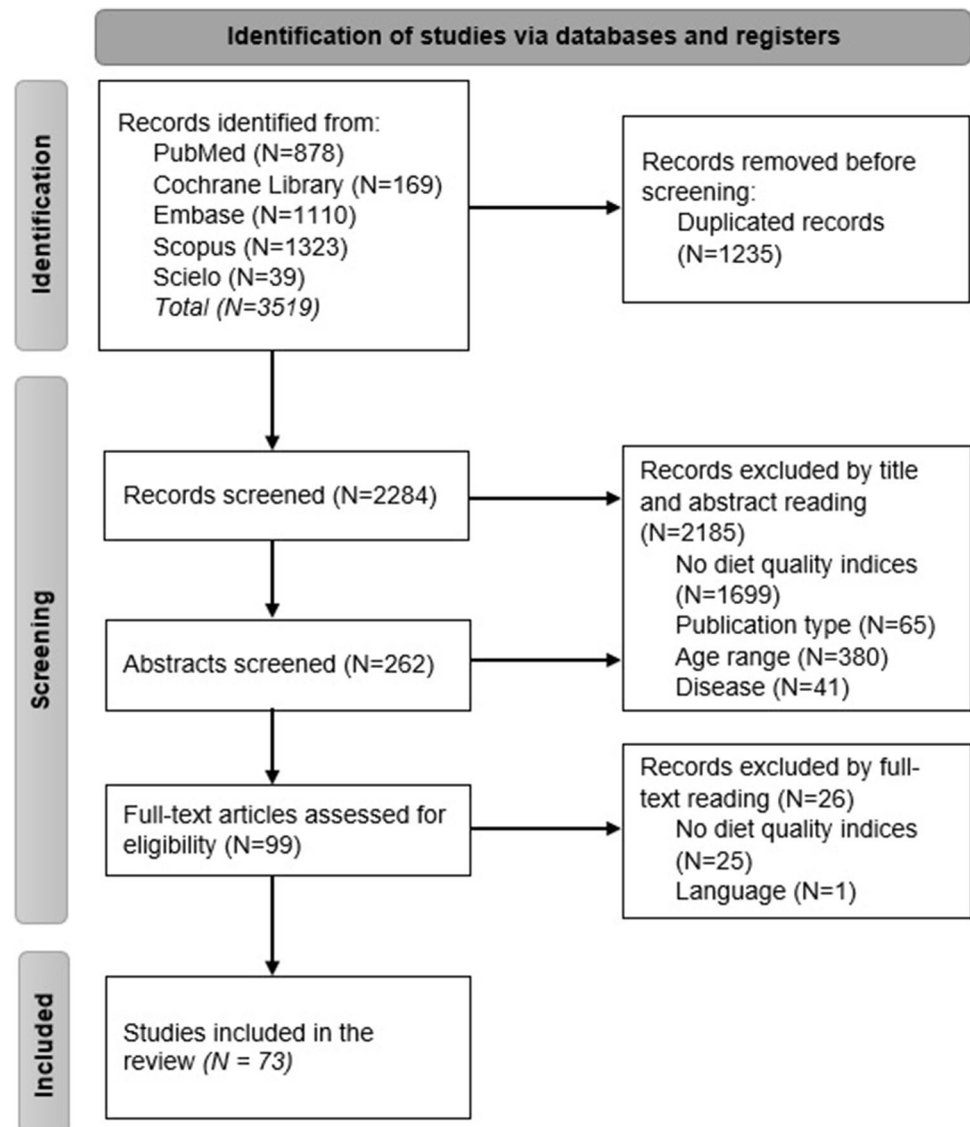 Identification of studies via databases and registers
Identification
Records identified from:
PubMed (N=878)
Cochrane Library (N=169)
Embase (N=1110)
Scopus (N=1323)
Scielo (N=39)
Total (N=3519)
Records removed before
screening:
Duplicated records
(N=1235)
Screening
Records screened (N=2284)
Records excluded by title
and abstract reading
(N=2185)
No diet quality indices
(N=1699)
Publication type (N=65)
Age range (N=380)
Disease (N=41)
Abstracts screened (N=262)
Full-text articles assessed for
eligibility (N=99)
Records excluded by full-
text reading (N=26)
No diet quality indices
(N=25)
Language (N=1)
Included
Studies included in the
review (N = 73)